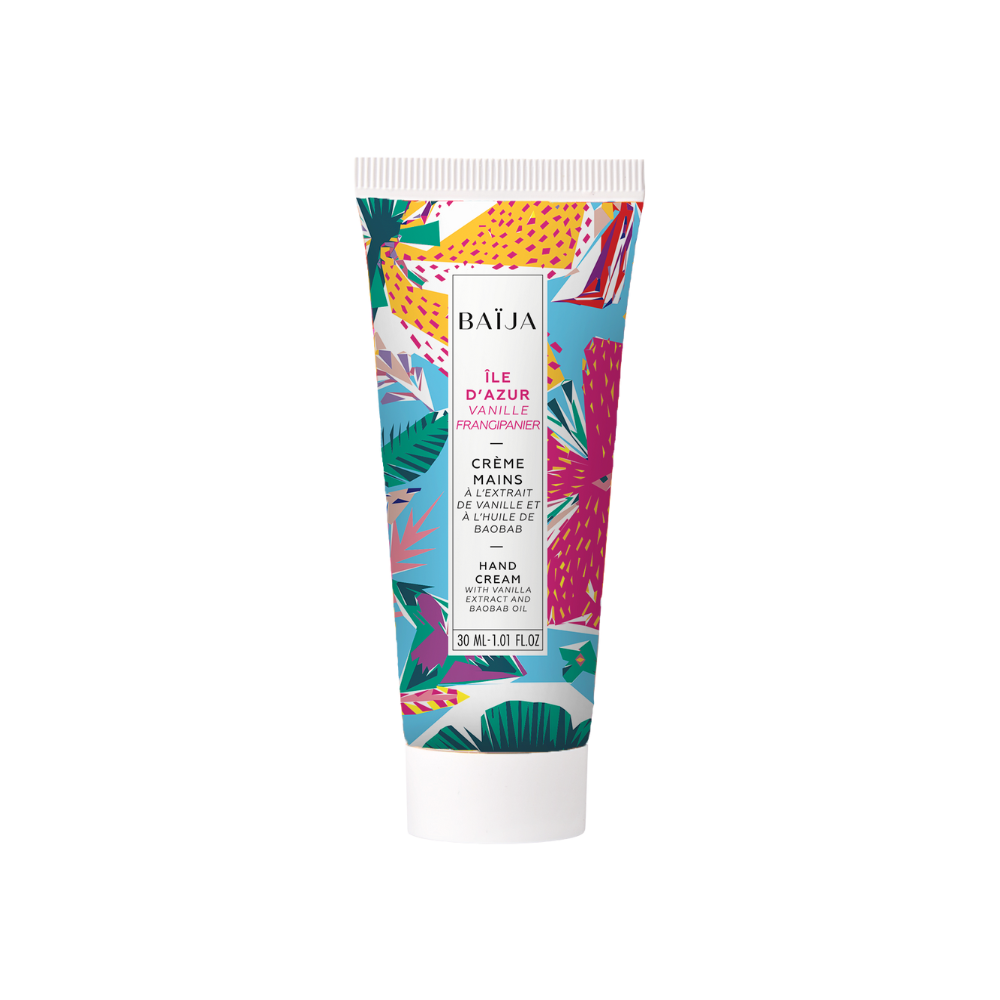 BAÏJA
ÎLE
D'AZUR
VANILLE
FRANGIPANIER
CRÈME
MAINS
À L'EXTRAIT
DE VANILLE ET
À L'HUILE DE
BAOBAB
HAND
CREAM
WITH VANILLA
EXTRACT AND
BAOBAB OIL
30 ML-1.01 FL.OZ